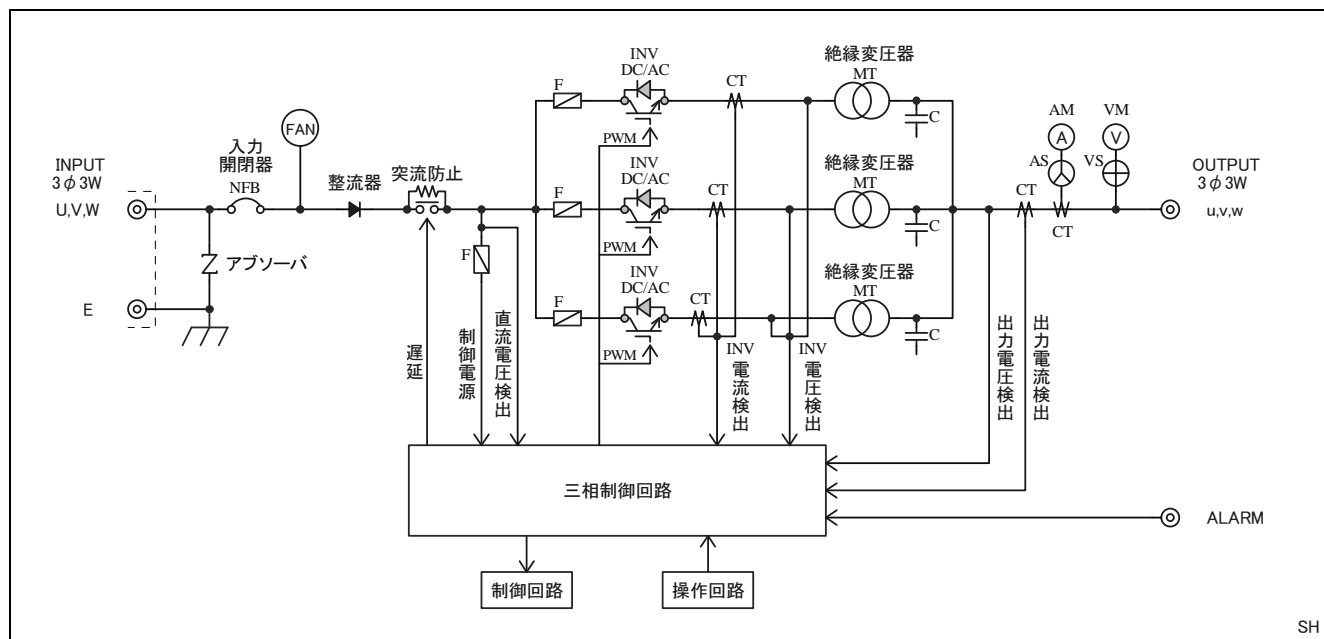 INV
DC/AC
F
CT
絶縁変圧器
MT
C
PWM
AM
A
AS
VM
V
VS
FAN
入力
開閉器
NFB
INPUT
3φ3W
U,V,W
整流器
突流防止
アブソーバ
E
F
INV
DC/AC
F
CT
絶縁変圧器
MT
C
PWM
CT
CT
OUTPUT
3φ3W
u,v,w
INV
DC/AC
F
CT
絶縁変圧器
MT
C
PWM
遅延
制御電源
直流電圧検出
INV
電流検出
INV
電圧検出
出力電圧検出
出力電流検出
三相制御回路
ALARM
制御回路
操作回路
SH